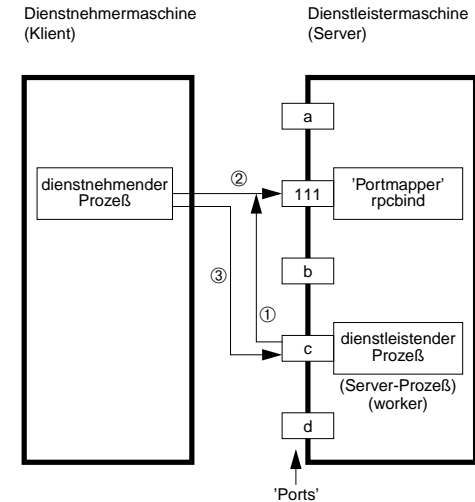 Dienstnehmermaschine
(Klient)
Dienstleistermaschine
(Server)
a
dienstnehmender
Prozeß
②
111
'Portmapper'
rpcbind
③
b
①
c
dienstleistender
Prozeß
(Server-Prozeß)
(worker)
d
'Ports'